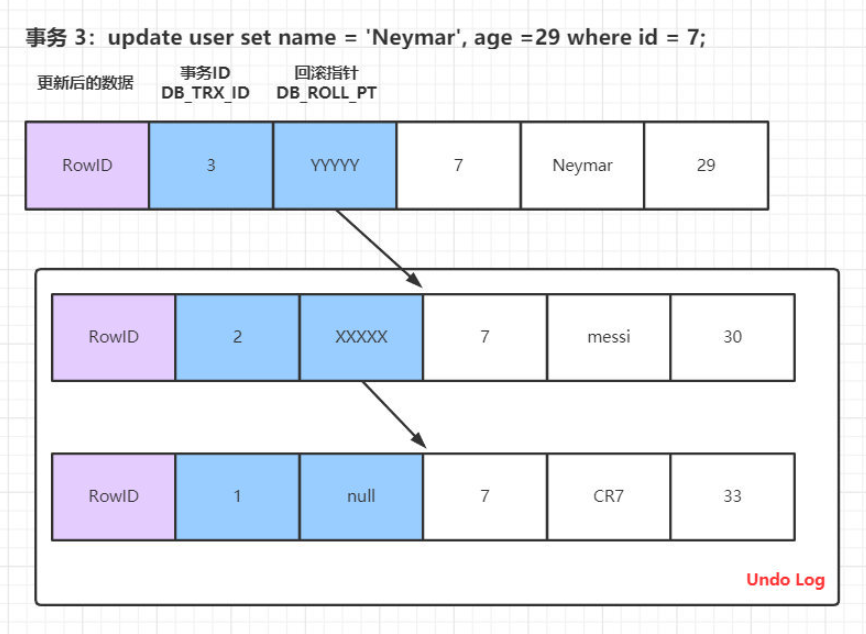 事务 3：update user set name = 'Neymar', age =29 where id = 7;
更新后的数据 事务ID 回滚指针
DB_TRX_ID DB_ROLL_PT
RowID 3 YYYYY 7 Neymar 29
RowID 2 XXXXX 7 messi 30
RowID 1 null 7 CR7 33
Undo Log